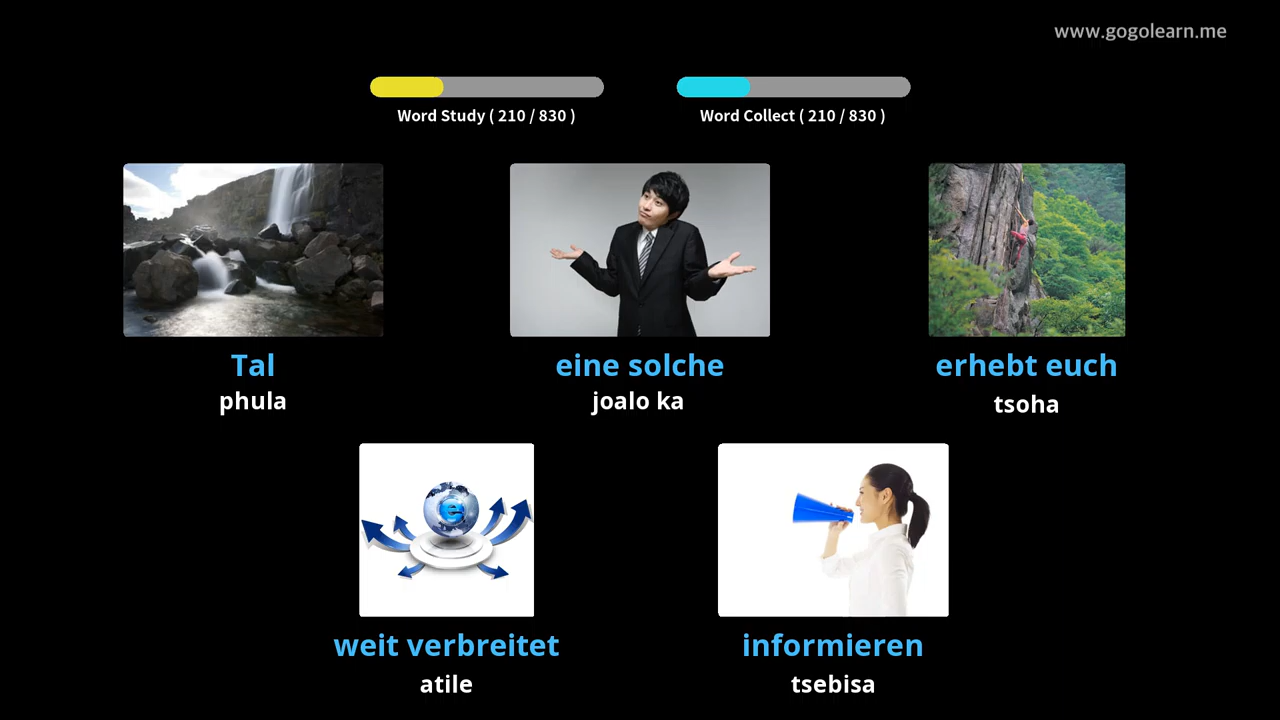 www.gogolearn.me
Word Study ( 210 / 830 )
Word Collect ( 210 / 830 )
Tal
phula
eine solche
joalo ka
erhebt euch
tsoha
e
weit verbreitet
atile
informieren
tsebisa